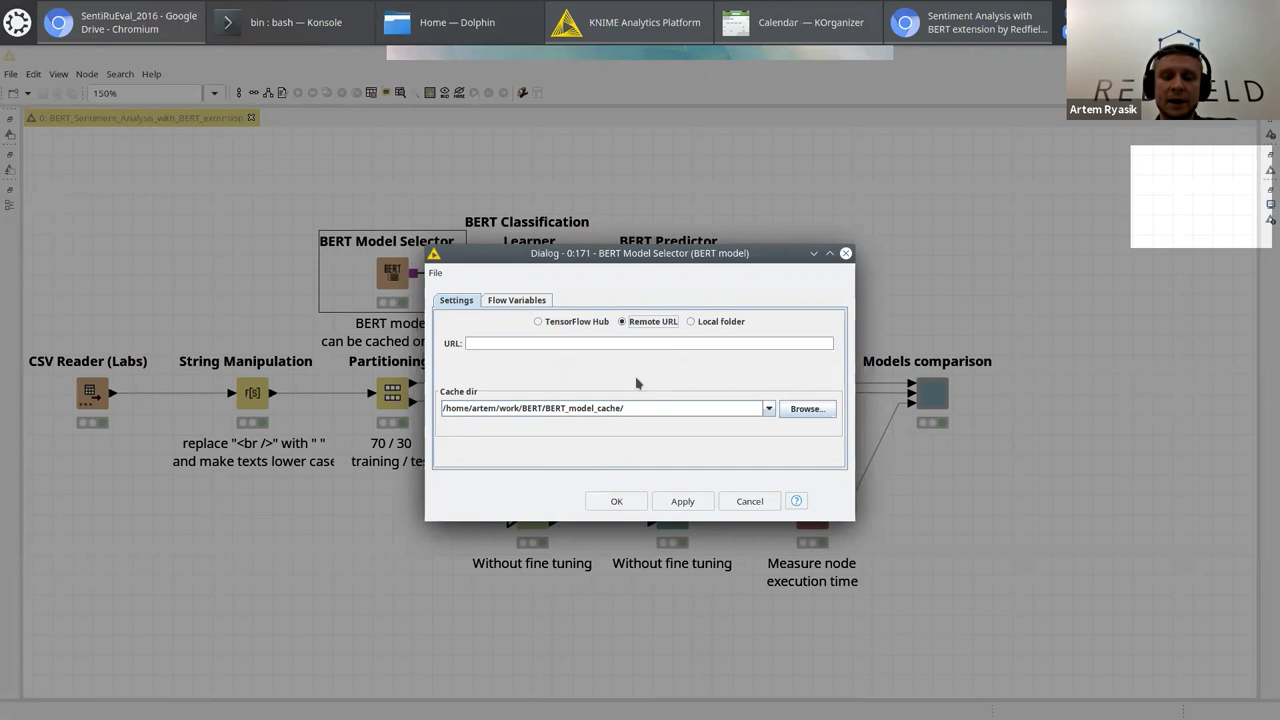 SentiRuEval_2016 - Google
Drive - Chromium
bin : bash — Konsole
Home — Dolphin
KNIME Analytics Platform
Calendar — KOrganizer
Sentiment Analysis with
BERT extension by Redfiel
File Edit View Node Search Help
150%
0: BERT_Sentiment_Analysis_with_BERT_extension
Artem Ryasik
BERT Classification
Learner
BERT Model Selector
BERT Predictor
BERT
BERT mode
can be cached on
CSV Reader (Labs)
String Manipulation
Partitioning
Models comparison
f[S]
replace "<br />" with " "
and make texts lower case
70 / 30
training / te
Dialog - 0:171 - BERT Model Selector (BERT model)
File
Settings
Flow Variables
TensorFlow Hub
Remote URL
Local folder
URL:
Cache dir
/home/artem/work/BERT/BERT_model_cache/
Browse...
OK
Apply
Cancel
?
Without fine tuning
Without fine tuning
Measure node
execution time